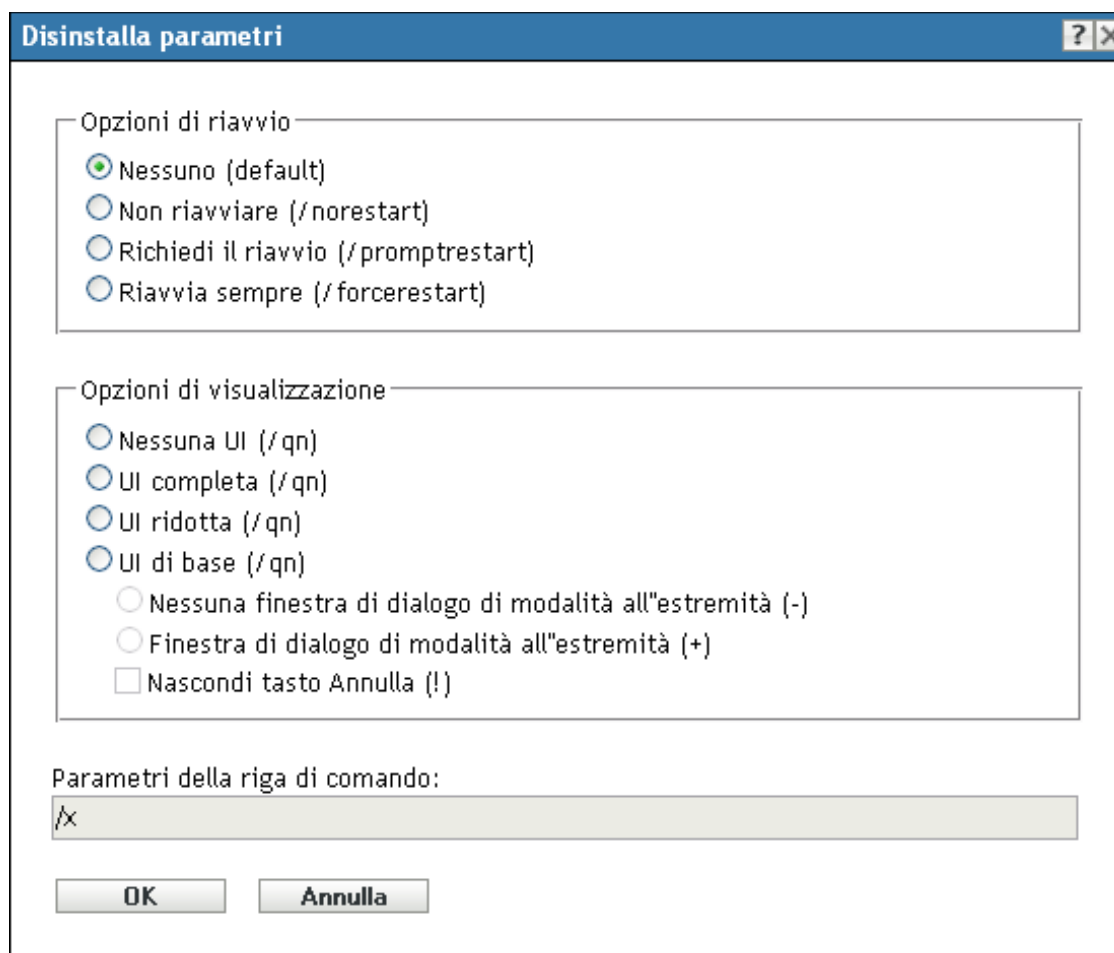 Disinstalla parametri
?
Opzioni di riavvio
Nessuno (default)
Non riavviare (/norestart)
Richiedi il riavvio (/promptrestart)
Riavvia sempre (/forcerestart)
Opzioni di visualizzazione
Nessuna UI (/qn)
UI completa (/qn)
UI ridotta (/qn)
UI di base (/qn)
Nessuna finestra di dialogo di modalità all"estremità (-)
Finestra di dialogo di modalità all"estremità (+)
Nascondi tasto Annulla (!)
Parametri della riga di comando:
/x
OK
Annulla